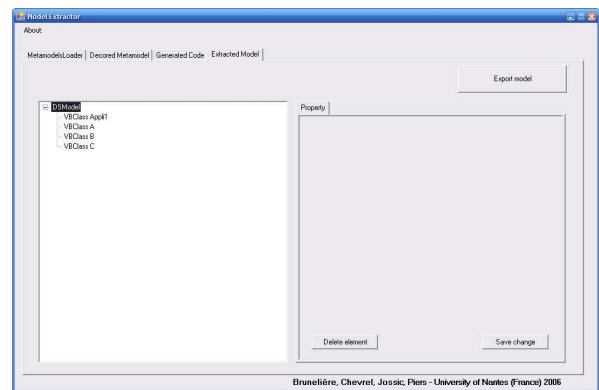 Model Extractor
About
MetamodelsLoader Decored Metamodel Generated Code Extracted Model
Export model
DSModel
VBClass Appli1
VBClass A
VBClass B
VBClass C
Property
Delete element Save change
Brunelière, Chevrel, Jossic, Piers - University of Nantes (France) 2006